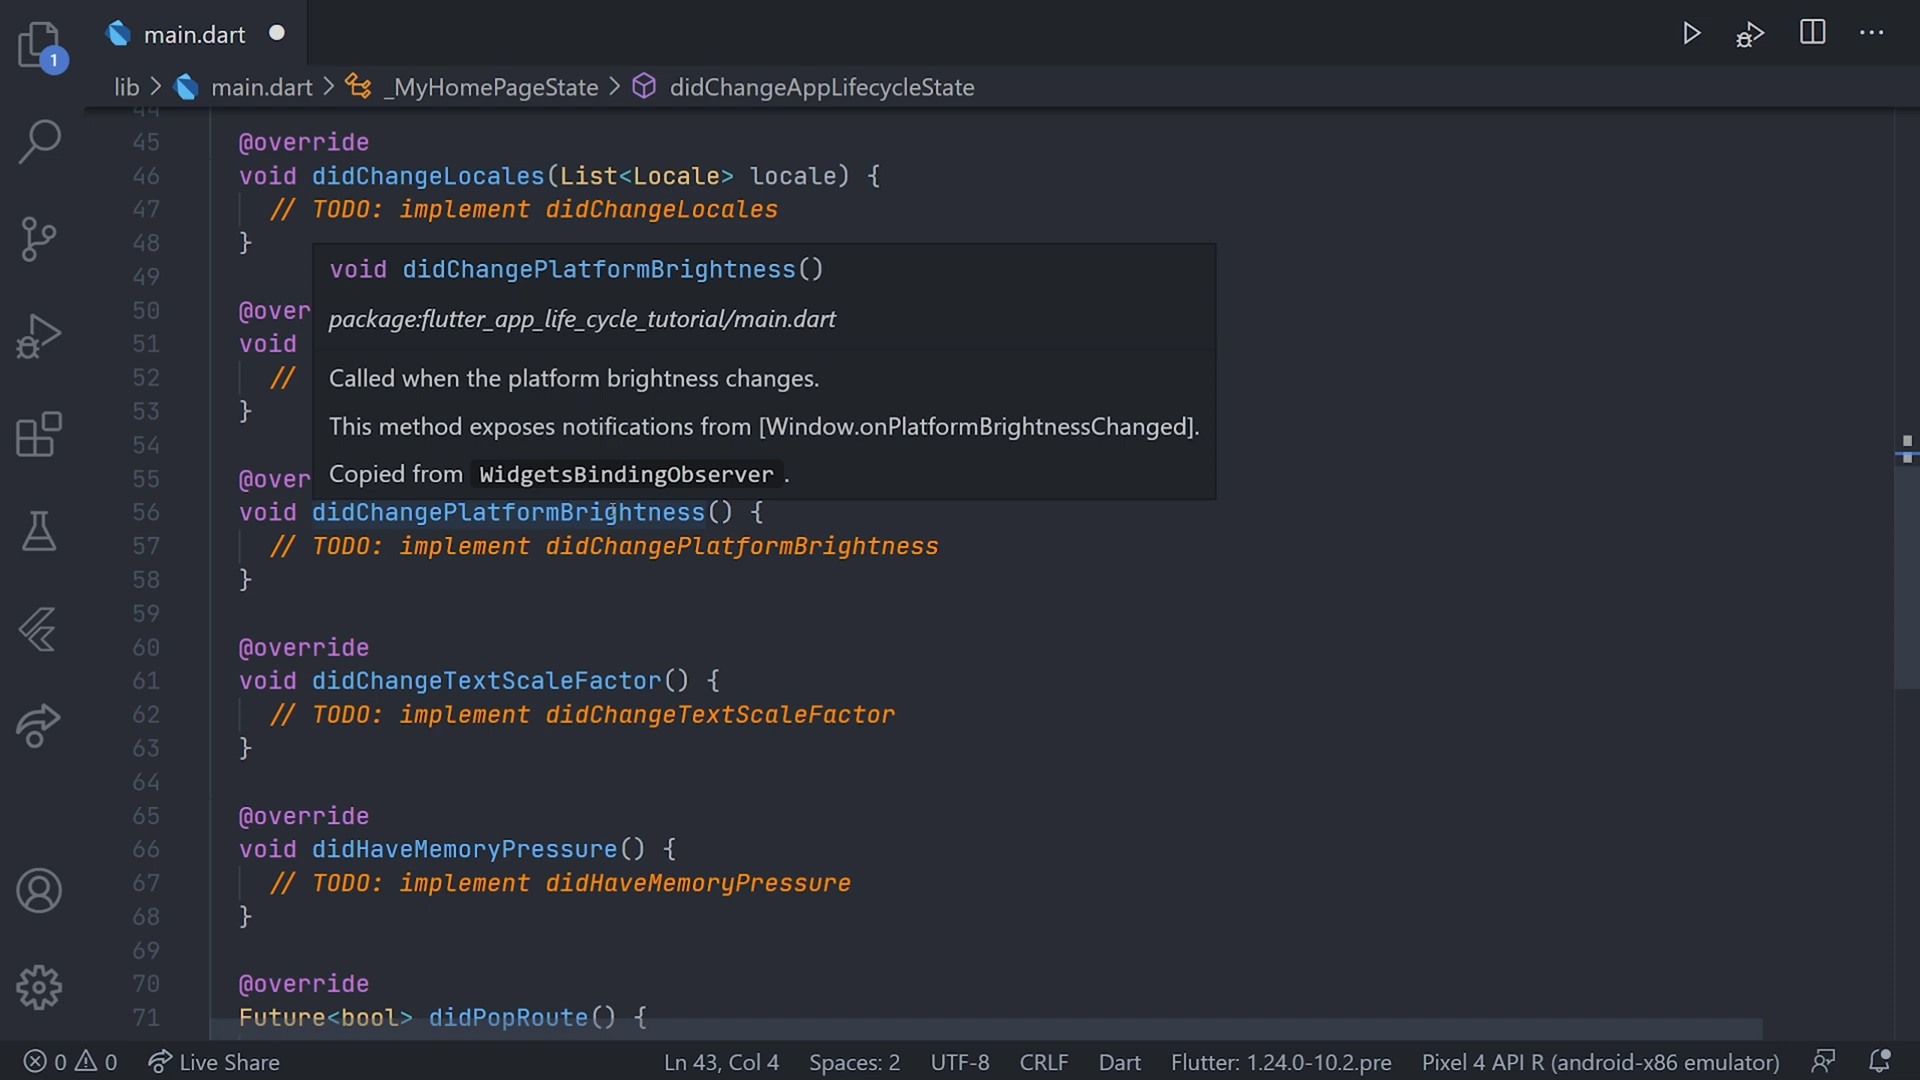 main.dart
1
lib > main.dart > _MyHomePageState > didChangeAppLifecycleState
44
45 @override
46 void didChangeLocales(List<Locale> locale) {
47 // TODO: implement didChangeLocales
48 }
49
void didChangePlatformBrightness()
package:flutter_app_life_cycle_tutorial/main.dart
Called when the platform brightness changes.
This method exposes notifications from [Window.onPlatformBrightnessChanged].
Copied from WidgetsBindingObserver .
50 @over
51 void
52 //
53 }
54
55 @over
56 void didChangePlatformBrightness() {
57 // TODO: implement didChangePlatformBrightness
58 }
59
60 @override
61 void didChangeTextScaleFactor() {
62 // TODO: implement didChangeTextScaleFactor
63 }
64
65 @override
66 void didHaveMemoryPressure() {
67 // TODO: implement didHaveMemoryPressure
68 }
69
70 @override
71 Future<bool> didPopRoute() {
0 0 Live Share Ln 43, Col 4 Spaces: 2 UTF-8 CRLF Dart Flutter: 1.24.0-10.2.pre Pixel 4 API R (android-x86 emulator)